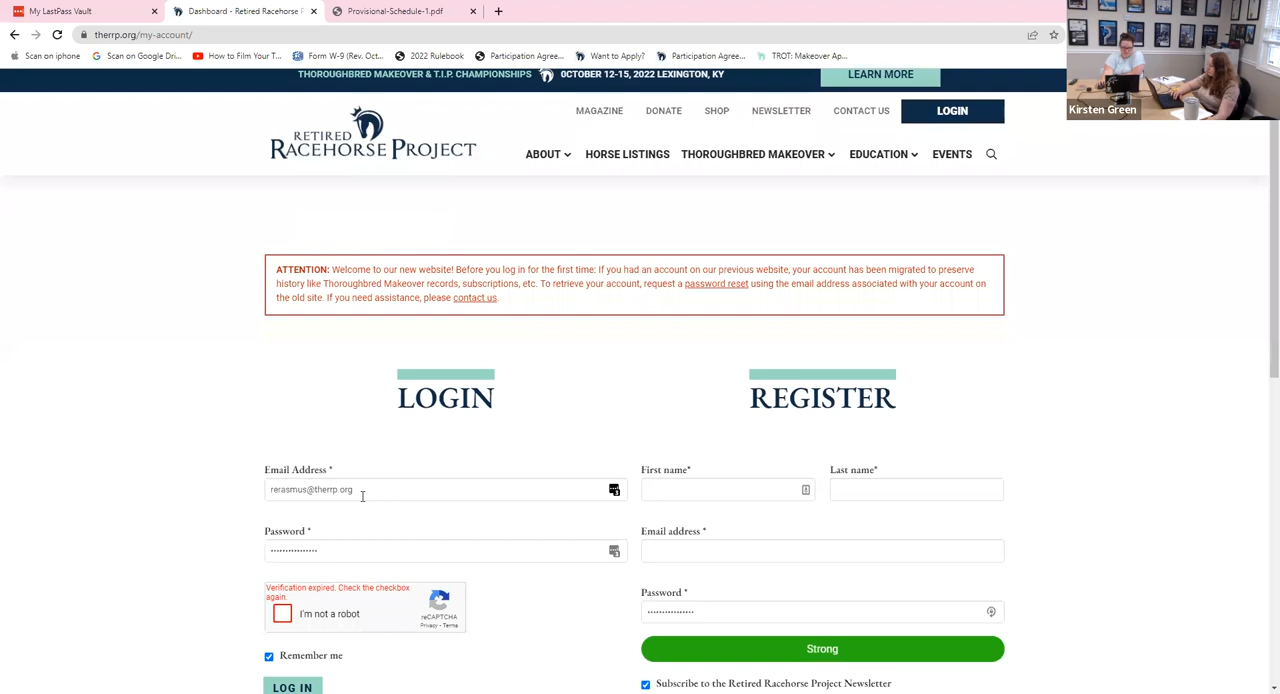 My LastPass Vault
Dashboard - Retired Racehorse P
Provisional-Schedule-1.pdf
therrp.org/my-account/
Scan on iphone
Scan on Google Dri...
How to Film Your T...
Form W-9 (Rev. Oct...
2022 Rulebook
Participation Agree...
Want to Apply?
Participation Agree...
TROT: Makeover Ap...
THOROUGHBRED MAKEOVER & T.I.P. CHAMPIONSHIPS
OCTOBER 12-15, 2022 LEXINGTON, KY
LEARN MORE
Kirsten Green
MAGAZINE
DONATE
SHOP
NEWSLETTER
CONTACT US
LOGIN
RETIRED
RACEHORSE PROJECT
ABOUT
HORSE LISTINGS
THOROUGHBRED MAKEOVER
EDUCATION
EVENTS
ATTENTION: Welcome to our new website! Before you log in for the first time: If you had an account on our previous website, your account has been migrated to preserve
history like Thoroughbred Makeover records, subscriptions, etc. To retrieve your account, request a password reset using the email address associated with your account on
the old site. If you need assistance, please contact us.
LOGIN
REGISTER
Email Address *
First name*
Last name*
rerasmus@therrp.org
Password *
Email address *
Verification expired. Check the checkbox
again.
I'm not a robot
reCAPTCHA
Privacy - Terms
Password *
Remember me
Strong
LOG IN
Subscribe to the Retired Racehorse Project Newsletter